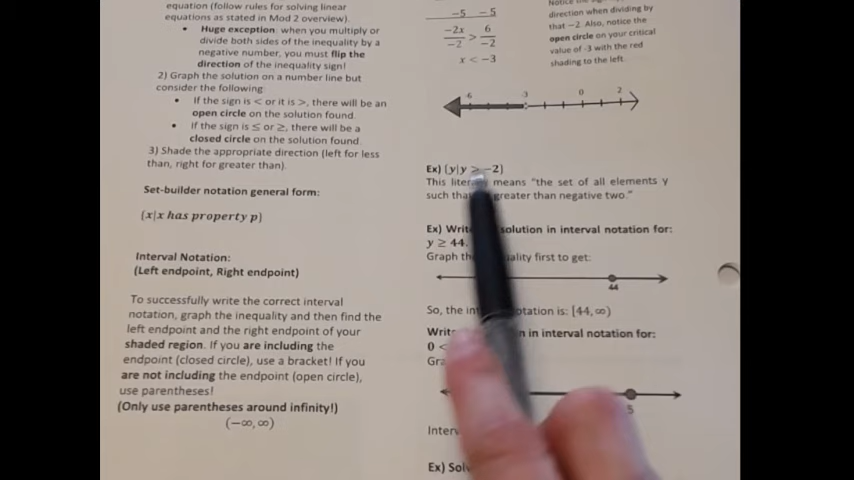 equation (follow rules for solving linear
equations as stated in Mod 2 overview).
• Huge exception: when you multiply or
divide both sides of the inequality by a
negative number, you must flip the
direction of the inequality sign!
2) Graph the solution on a number line but
consider the following:
• If the sign is < or it is >, there will be an
open circle on the solution found.
• If the sign is ≤ or ≥, there will be a
closed circle on the solution found.
3) Shade the appropriate direction (left for less
than, right for greater than).
Set-builder notation general form:
{x|x has property p}
Interval Notation:
(Left endpoint, Right endpoint)
To successfully write the correct interval
notation, graph the inequality and then find the
left endpoint and the right endpoint of your
shaded region. If you are including the
endpoint (closed circle), use a bracket! If you
are not including the endpoint (open circle),
use parentheses!
(Only use parentheses around infinity!)
(−∞,∞)
−5 −5
−2x/−2 > 6/−2
x < −3
direction when dividing by
that −2. Also, notice the
open circle on your critical
value of -3 with the red
shading to the left.
-6 -3 0 2
Ex) {y|y > −2}
This means "the set of all elements y
such greater than negative two."
Ex) Write solution in interval notation for:
y ≥ 44.
Graph first to get:
44
So, the notation is: [44,∞)
in interval notation for:
0 <
5
Ex)